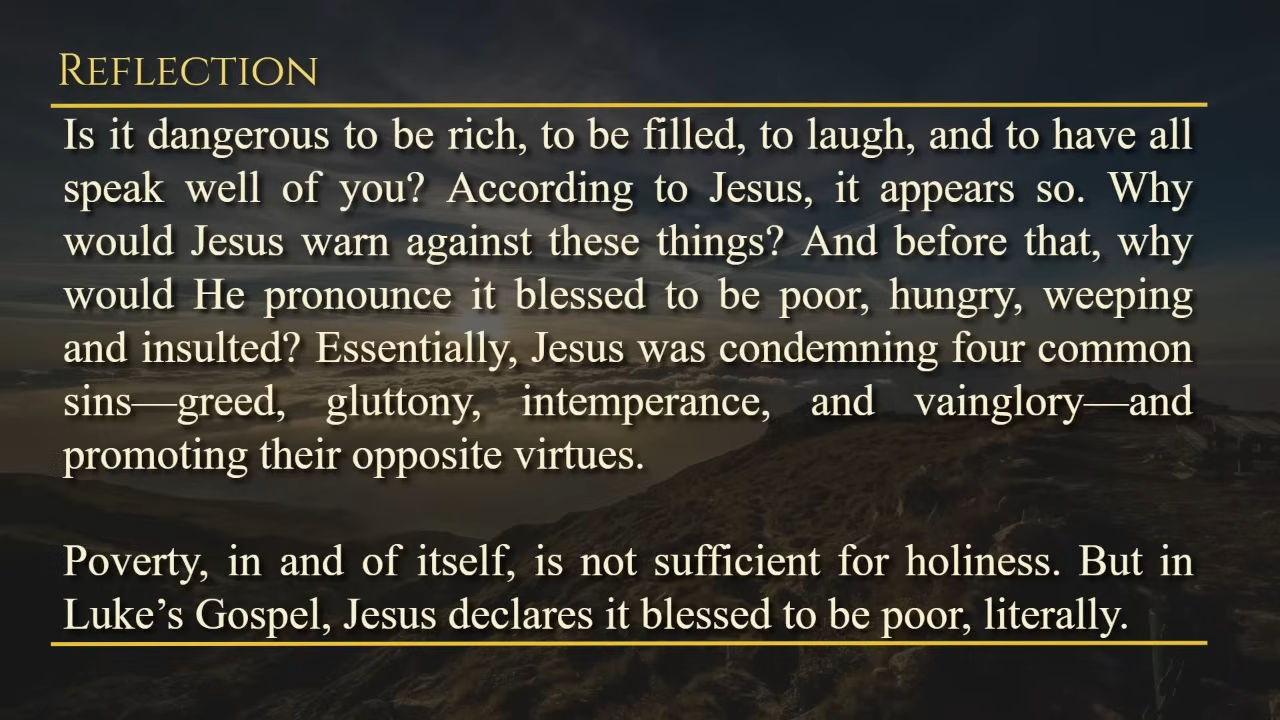 Reflection
Is it dangerous to be rich, to be filled, to laugh, and to have all
speak well of you? According to Jesus, it appears so. Why
would Jesus warn against these things? And before that, why
would He pronounce it blessed to be poor, hungry, weeping
and insulted? Essentially, Jesus was condemning four common
sins—greed, gluttony, intemperance, and vainglory—and
promoting their opposite virtues.
Poverty, in and of itself, is not sufficient for holiness. But in
Luke’s Gospel, Jesus declares it blessed to be poor, literally.